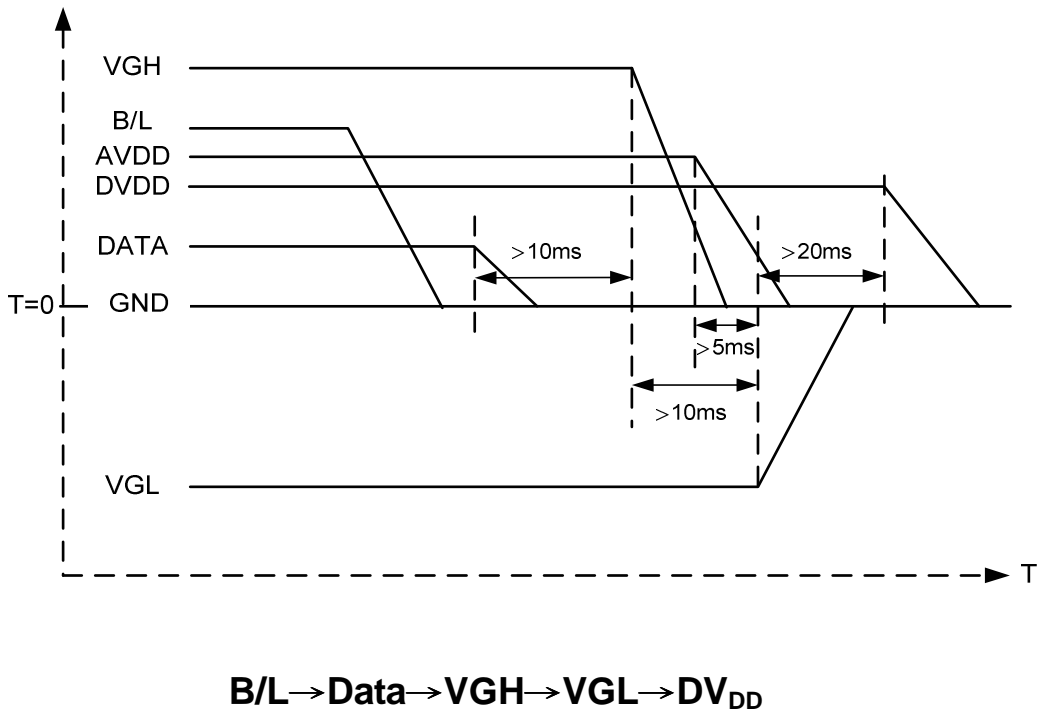 VGH
B/L
AVDD
DVDD
DATA
>10ms
>20ms
T=0
GND
>5ms
>10ms
VGL
T
B/L→Data→VGH→VGL→DVDD